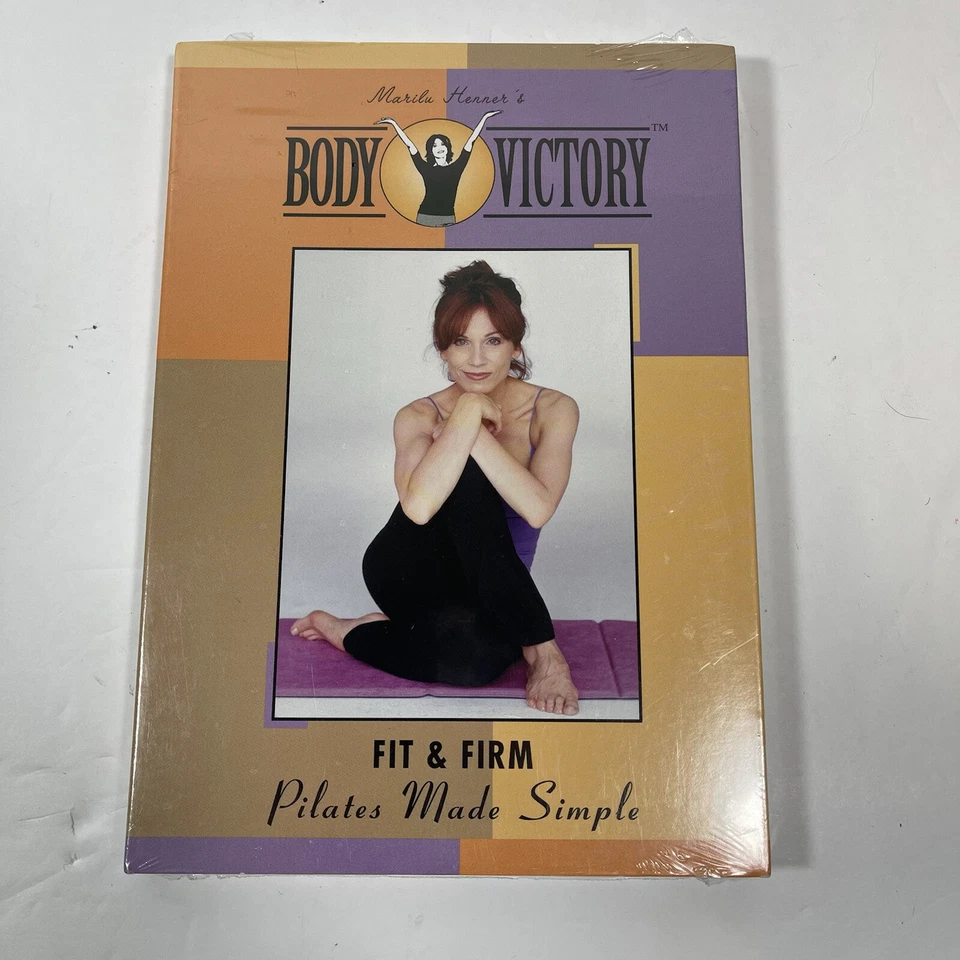 Marilu Henner's
BODY VICTORY™
FIT & FIRM
Pilates Made Simple